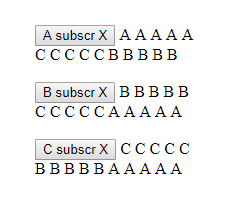 A subscr X A A A A A
C C C C C B B B B B
B subscr X B B B B B
C C C C C A A A A A
C subscr X C C C C C
B B B B B A A A A A